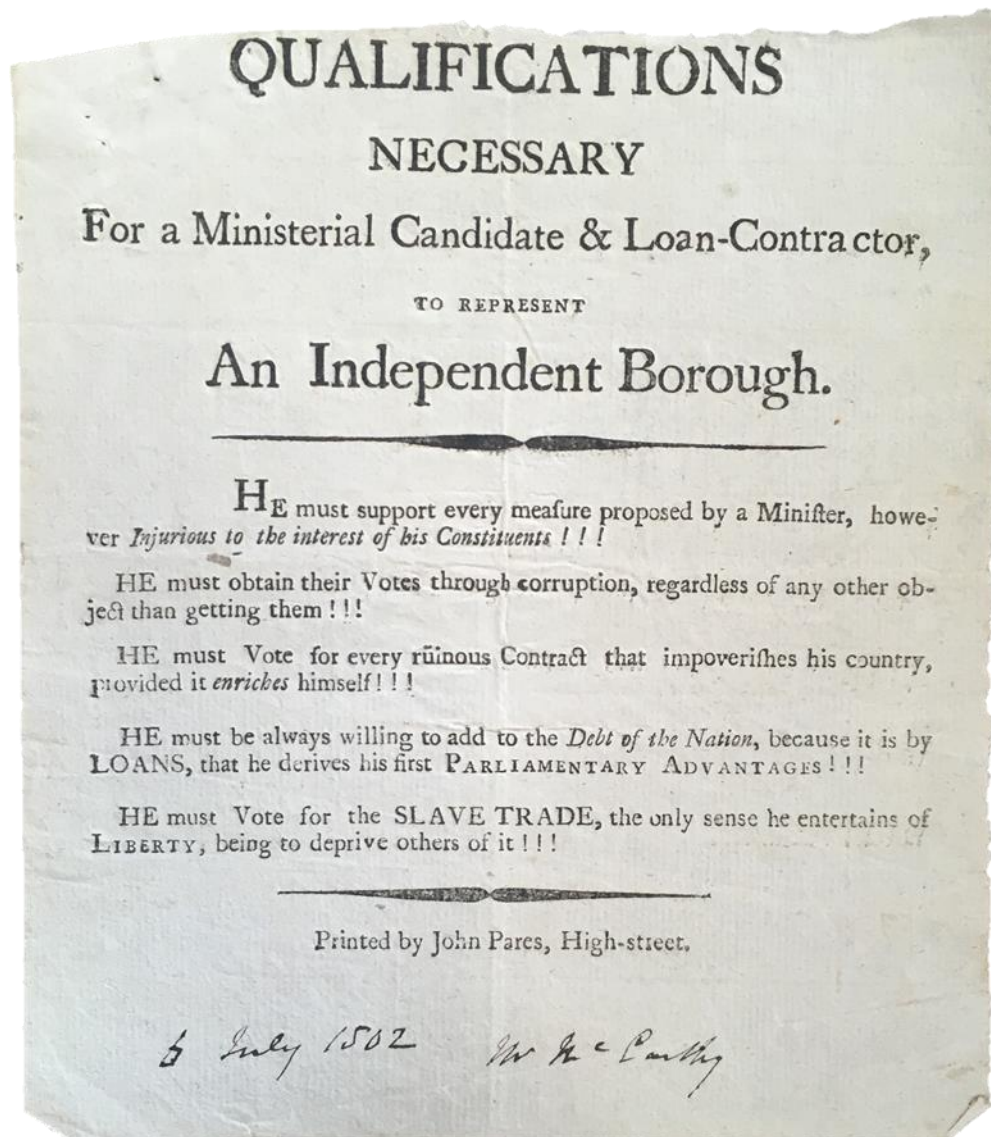 QUALIFICATIONS
NECESSARY
For a Ministerial Candidate & Loan-Contractor,
TO REPRESENT
An Independent Borough.
HE must support every meaſure proposed by a Miniſter, howe-
ver Injurious to the interest of his Constituents ! ! !
HE must obtain their Votes through corruption, regardless of any other ob-
ject than getting them ! ! !
HE must Vote for every rūinous Contract that impoveriſhes his country,
provided it enriches himself ! ! !
HE must be always willing to add to the Debt of the Nation, because it is by
LOANS, that he derives his first PARLIAMENTARY ADVANTAGES ! ! !
HE must Vote for the SLAVE TRADE, the only sense he entertains of
LIBERTY, being to deprive others of it ! ! !
Printed by John Pares, High-street.
July 1802 Mr McCarthy